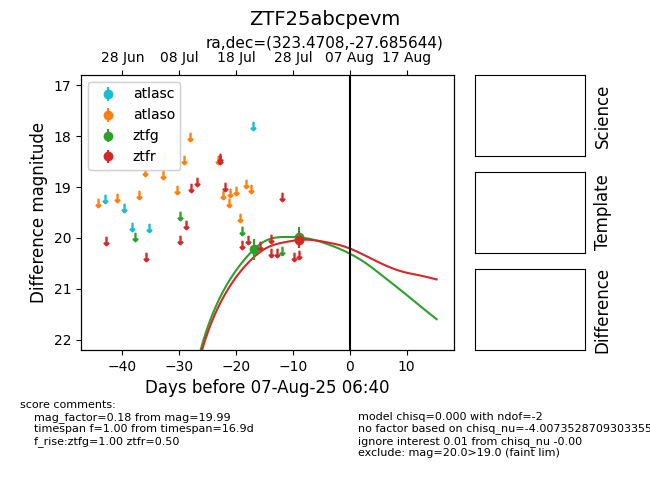 ZTF25abcpevm
ra,dec=(323.4708,-27.685644)
28 Jun 08 Jul 18 Jul 28 Jul 07 Aug 17 Aug
17
18
19
20
21
22
Difference magnitude
atlasc
atlaso
ztfg
ztfr
−40 −30 −20 −10 0 10
Days before 07-Aug-25 06:40
Science
Template
Difference
score comments:
mag_factor=0.18 from mag=19.99
timespan f=1.00 from timespan=16.9d
f_rise:ztfg=1.00 ztfr=0.50
model chisq=0.000 with ndof=-2
no factor based on chisq_nu=-4.0073528709303355
ignore interest 0.01 from chisq_nu -0.00
exclude: mag=20.0>19.0 (faint lim)